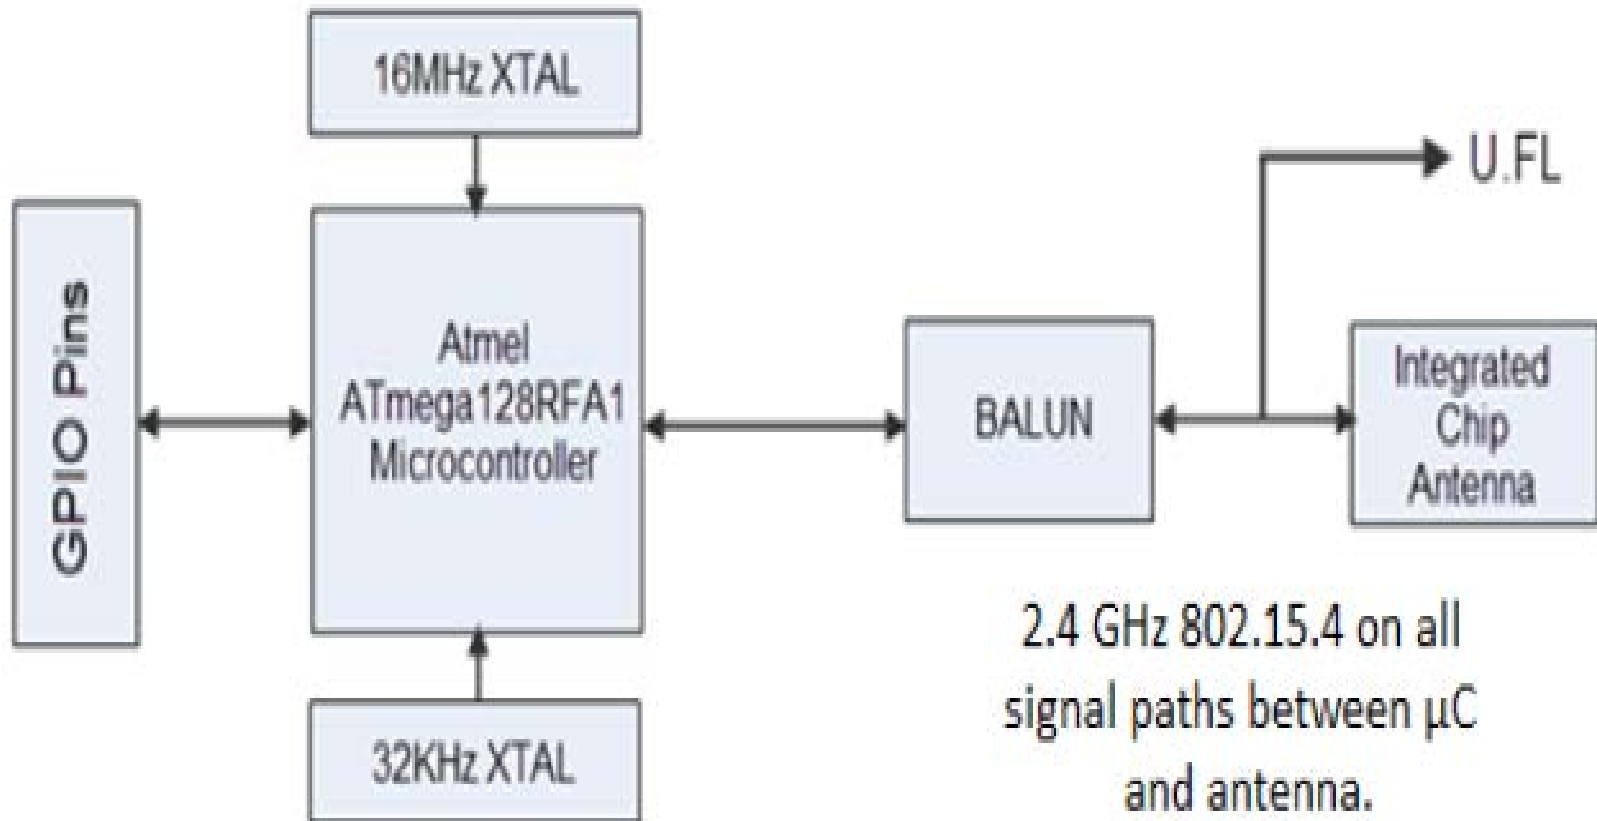 16MHz XTAL
U.FL
GPIO Pins
Atmel
ATmega128RFA1
Microcontroller
BALUN
Integrated
Chip
Antenna
32KHz XTAL
2.4 GHz 802.15.4 on all
signal paths between µC
and antenna.